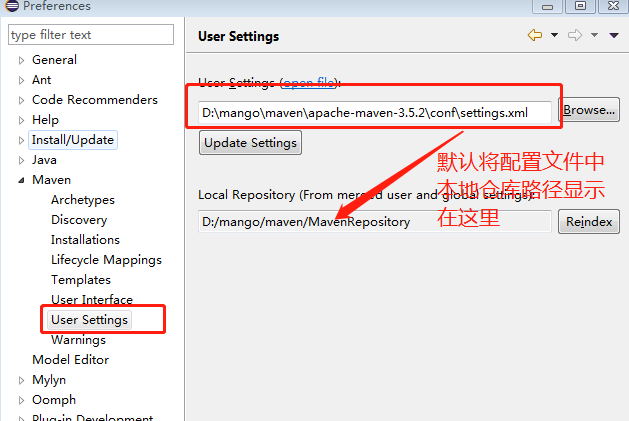 Preferences
type filter text
General
Ant
Code Recommenders
Help
Install/Update
Java
Maven
Archetypes
Discovery
Installations
Lifecycle Mappings
Templates
User Interface
User Settings
Warnings
Model Editor
Mylyn
Oomph
Plug-in Development
User Settings
User Settings (open file):
D:\mango\maven\apache-maven-3.5.2\conf\settings.xml
Browse...
Update Settings
默认将配置文件中
本地仓库路径显示
在这里
Local Repository (From merged user and global settings):
D:/mango/maven/MavenRepository
Reindex